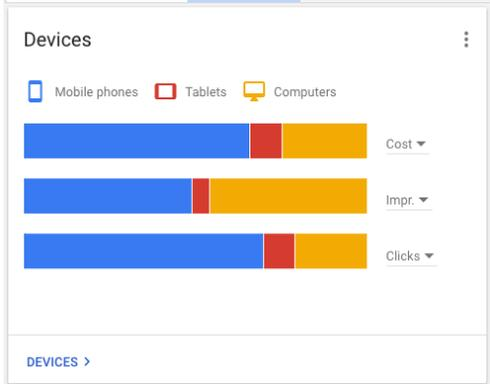 Devices
Mobile phones Tablets Computers
Cost
Impr.
Clicks
DEVICES